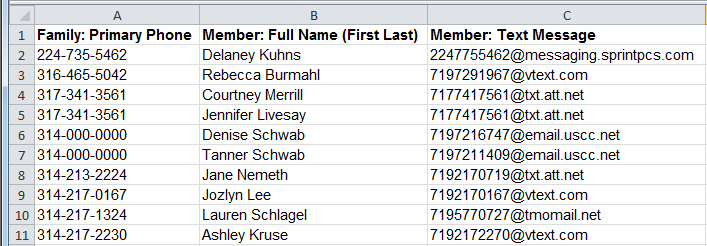 A B C
1 Family: Primary Phone Member: Full Name (First Last) Member: Text Message
2 224-735-5462 Delaney Kuhns 2247755462@messaging.sprintpcs.com
3 316-465-5042 Rebecca Burmahl 7197291967@vtext.com
4 317-341-3561 Courtney Merrill 7177417561@txt.att.net
5 317-341-3561 Jennifer Livesay 7177417561@txt.att.net
6 314-000-0000 Denise Schwab 7197216747@email.uscc.net
7 314-000-0000 Tanner Schwab 7197211409@email.uscc.net
8 314-213-2224 Jane Nemeth 7192170719@txt.att.net
9 314-217-0167 Jozlyn Lee 7192170167@vtext.com
10 314-217-1324 Lauren Schlagel 7195770727@tmomail.net
11 314-217-2230 Ashley Kruse 7192172270@vtext.com